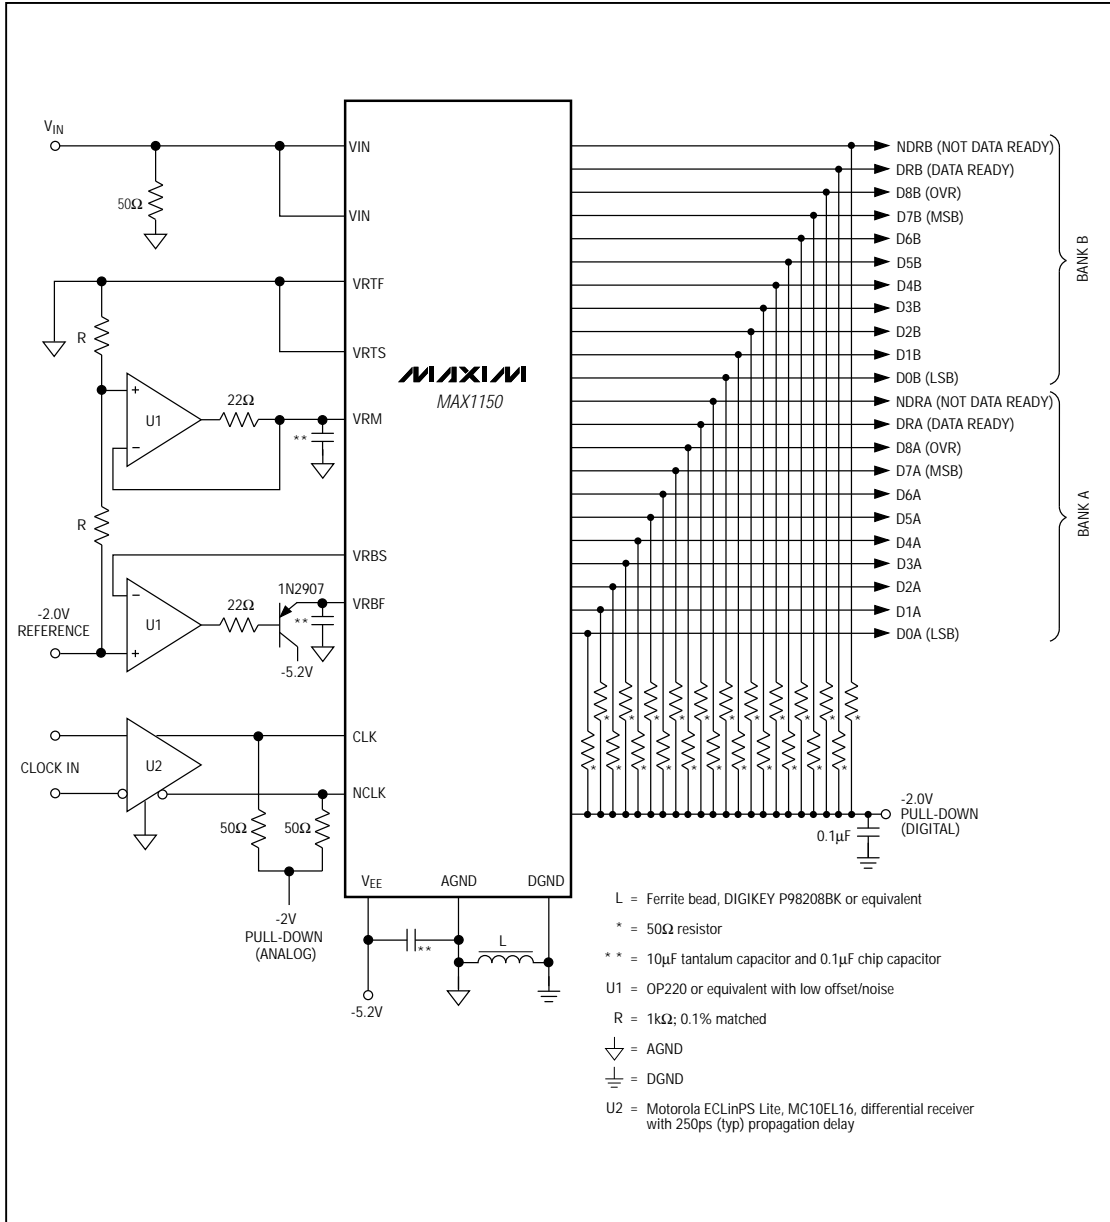 VIN
50Ω
VIN
VIN
VRTF
VRTS
R
+
−
U1
22Ω
**
VRM
MAXIM
MAX1150
R
VRBS
−
+
U1
22Ω
1N2907
**
VRBF
-5.2V
-2.0V
REFERENCE
CLOCK IN
U2
CLK
NCLK
50Ω
50Ω
-2V
PULL-DOWN
(ANALOG)
VEE
AGND
DGND
**
L
-5.2V
NDRB (NOT DATA READY)
DRB (DATA READY)
D8B (OVR)
D7B (MSB)
D6B
D5B
D4B
D3B
D2B
D1B
D0B (LSB)
BANK B
NDRA (NOT DATA READY)
DRA (DATA READY)
D8A (OVR)
D7A (MSB)
D6A
D5A
D4A
D3A
D2A
D1A
D0A (LSB)
BANK A
* * * * * * * * * * *
* * * * * * * * * * *
-2.0V
PULL-DOWN
(DIGITAL)
0.1µF
L = Ferrite bead, DIGIKEY P98208BK or equivalent
* = 50Ω resistor
* * = 10µF tantalum capacitor and 0.1µF chip capacitor
U1 = OP220 or equivalent with low offset/noise
R = 1kΩ; 0.1% matched
= AGND
= DGND
U2 = Motorola ECLinPS Lite, MC10EL16, differential receiver
with 250ps (typ) propagation delay